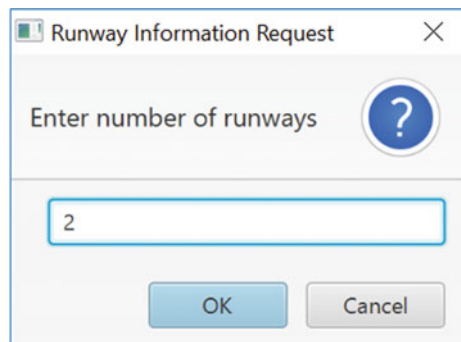 Runway Information Request
Enter number of runways
?
2
OK Cancel